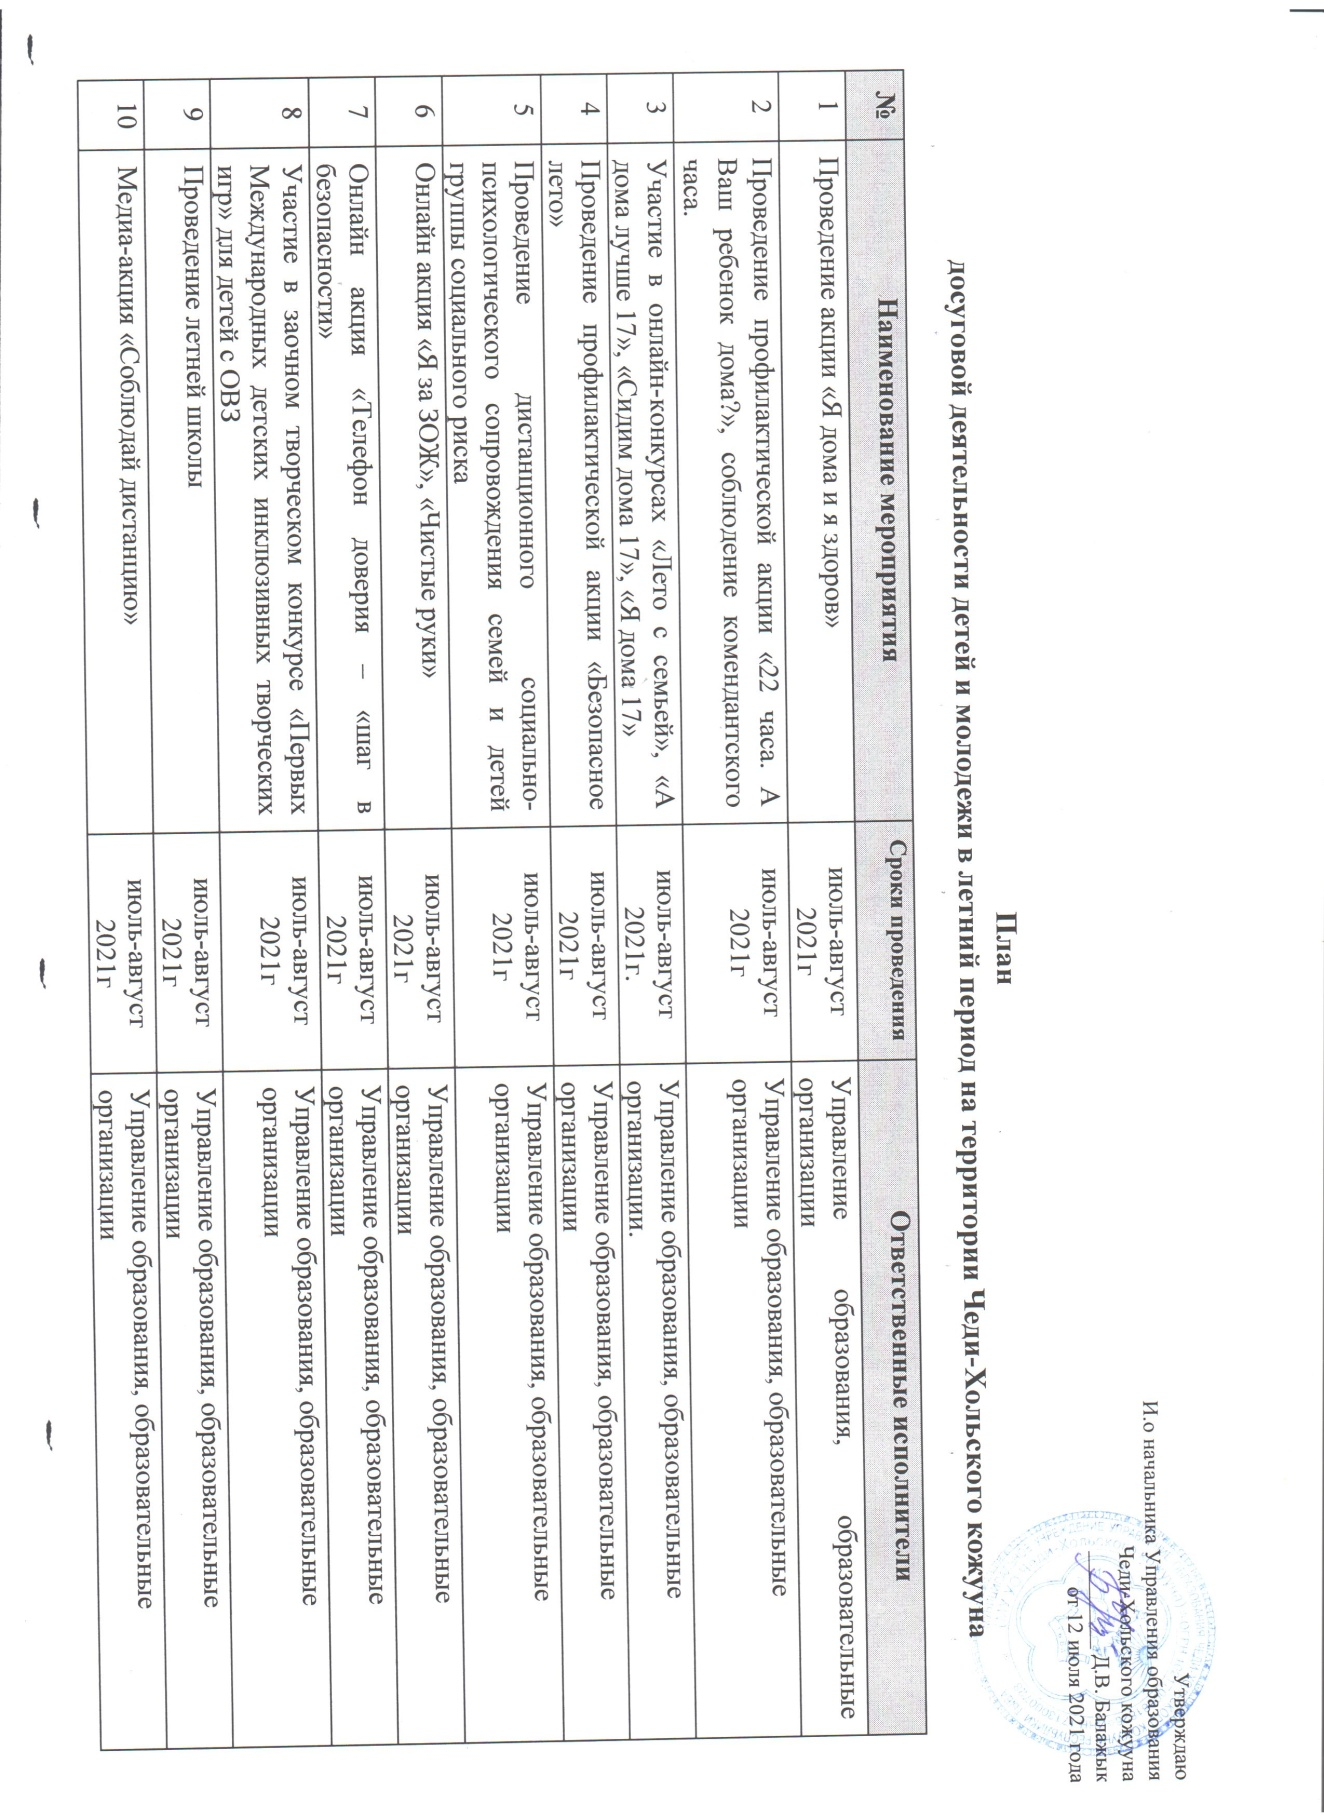 Утверждаю
И.о начальника Управления образования
Чеди-Хольского кожууна
Д.В. Балажык
от 12 июля 2021 года
План
досуговой деятельности детей и молодежи в летний период на территории Чеди-Хольского кожууна
№ Наименование мероприятия Сроки проведения Ответственные исполнители
1 Проведение акции «Я дома и я здоров» июль-август Управление образования, образовательные
2021г организации
2 Проведение профилактической акции «22 часа. А июль-август Управление образования, образовательные
Ваш ребенок дома?», соблюдение комендантского 2021г организации
часа.
3 Участие в онлайн-конкурсах «Лето с семьей», «А июль-август Управление образования, образовательные
дома лучше 17», «Сидим дома 17», «Я дома 17» 2021г. организации.
4 Проведение профилактической акции «Безопасное июль-август Управление образования, образовательные
лето» 2021г организации
5 Проведение дистанционного социально- июль-август Управление образования, образовательные
психологического сопровождения семей и детей 2021г организации
группы социального риска
6 Онлайн акция «Я за ЗОЖ», «Чистые руки» июль-август Управление образования, образовательные
2021г организации
7 Онлайн акция «Телефон доверия – «шаг в июль-август Управление образования, образовательные
безопасности» 2021г организации
8 Участие в заочном творческом конкурсе «Первых июль-август Управление образования, образовательные
Международных детских инклюзивных творческих 2021г организации
игр» для детей с ОВЗ
9 Проведение летней школы июль-август Управление образования, образовательные
2021г организации
10 Медиа-акция «Соблюдай дистанцию» июль-август Управление образования, образовательные
2021г организации